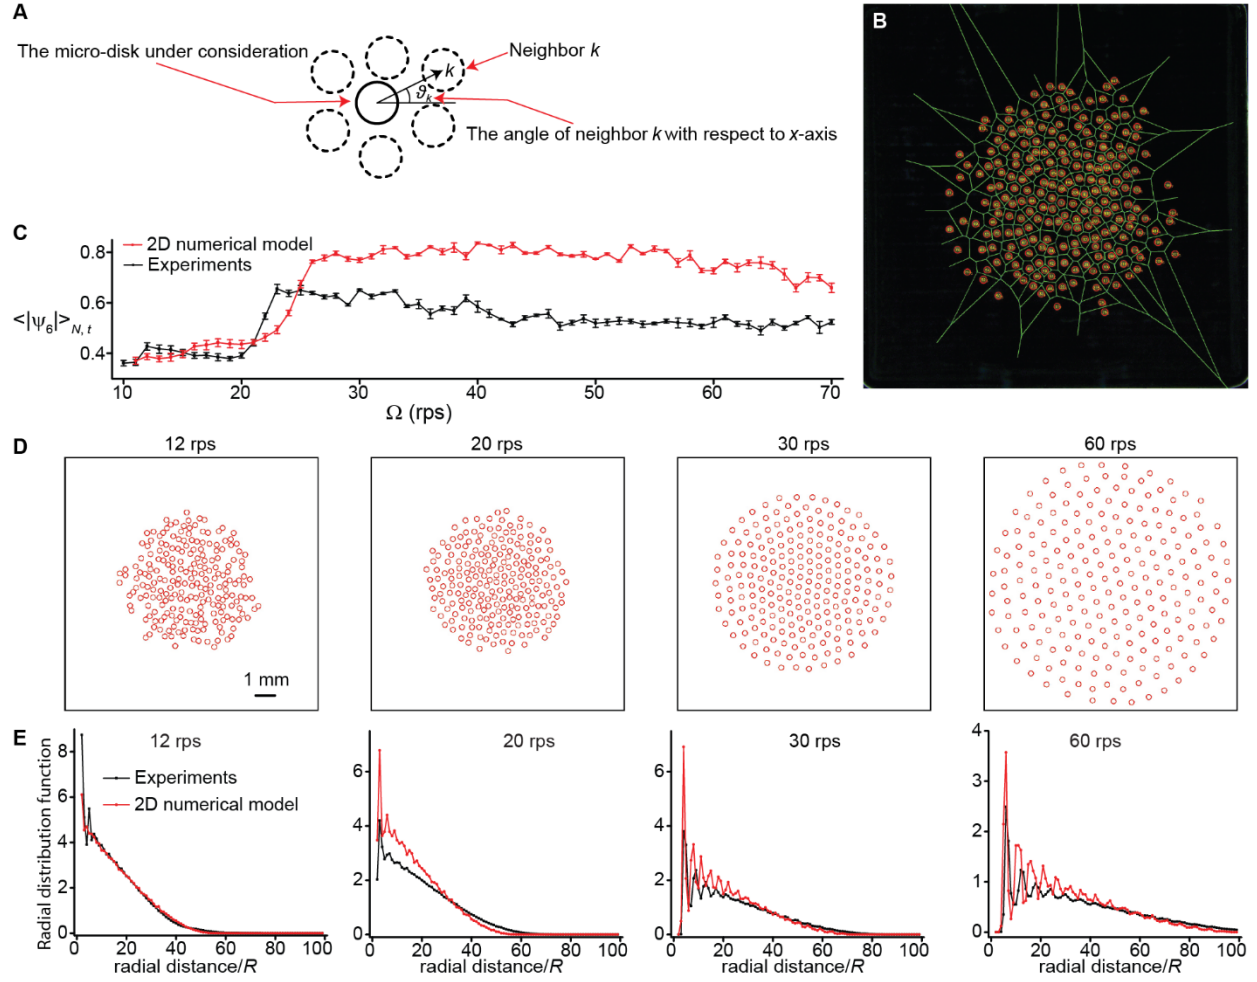 A
The micro-disk under consideration
Neighbor k
k
ϑk
The angle of neighbor k with respect to x-axis
B
C
2D numerical model
Experiments
0.8
0.6
0.4
<|ψ6|>N, t
10 20 30 40 50 60 70
Ω (rps)
D
12 rps
20 rps
30 rps
60 rps
1 mm
E
12 rps
Experiments
2D numerical model
Radial distribution function
8
6
4
2
0
0 20 40 60 80 100
radial distance/R
20 rps
6
4
2
0
0 20 40 60 80 100
radial distance/R
30 rps
6
4
2
0
0 20 40 60 80 100
radial distance/R
60 rps
4
3
2
1
0
0 20 40 60 80 100
radial distance/R